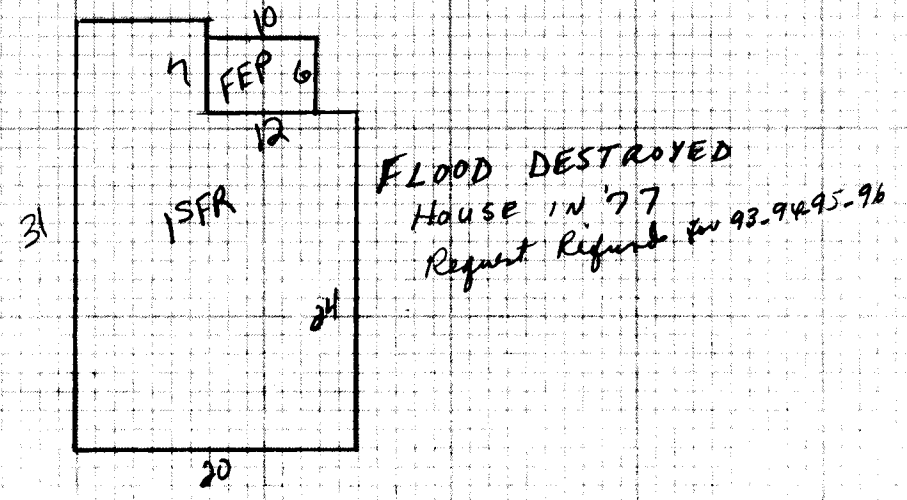 10
7 FEP 6
12
1SFR
31
24
20
FLOOD DESTROYED
House IN '77
Request Refund for 93-94-95-96